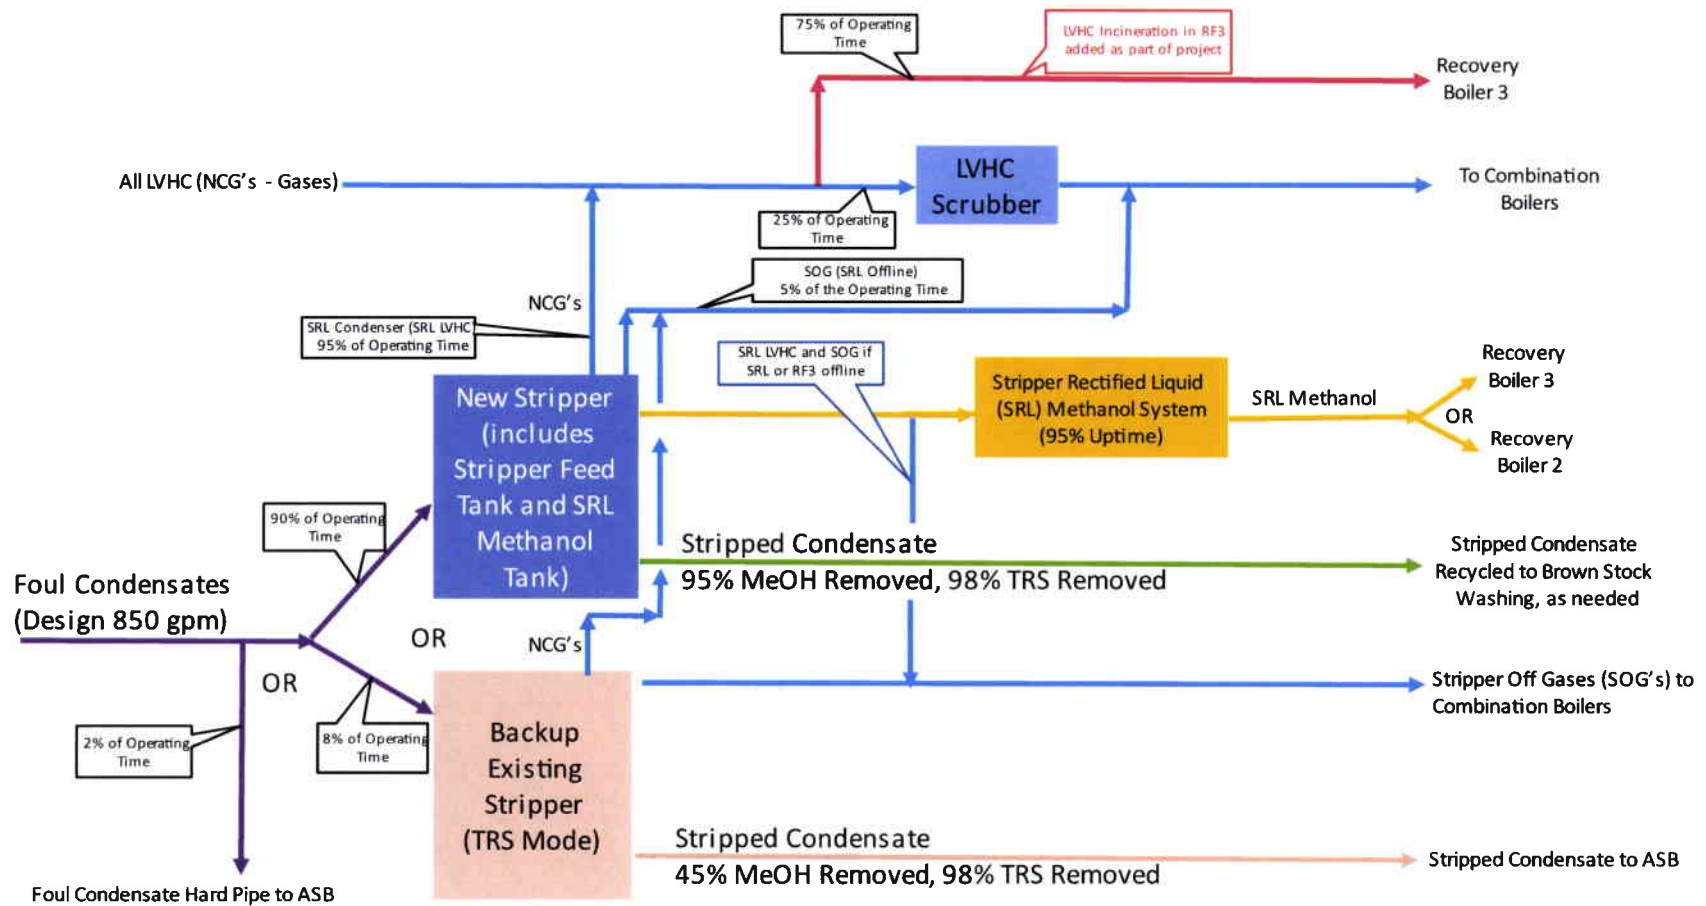 75% of Operating
Time
LVHC Incineration in RF3
added as part of project
Recovery
Boiler 3
All LVHC (NCG's - Gases)
LVHC
Scrubber
To Combination
Boilers
25% of Operating
Time
SOG (SRL Offline)
5% of the Operating Time
NCG's
SRL Condenser (SRL LVHC
95% of Operating Time
SRL LVHC and SOG if
SRL or RF3 offline
New Stripper
(includes
Stripper Feed
Tank and SRL
Methanol
Tank)
Stripper Rectified Liquid
(SRL) Methanol System
(95% Uptime)
SRL Methanol
Recovery
Boiler 3
OR
Recovery
Boiler 2
90% of Operating
Time
Stripped Condensate
95% MeOH Removed, 98% TRS Removed
Stripped Condensate
Recycled to Brown Stock
Washing, as needed
Foul Condensates
(Design 850 gpm)
OR
NCG's
OR
2% of Operating
Time
8% of Operating
Time
Backup
Existing
Stripper
(TRS Mode)
Stripper Off Gases (SOG's) to
Combination Boilers
Stripped Condensate
45% MeOH Removed, 98% TRS Removed
Stripped Condensate to ASB
Foul Condensate Hard Pipe to ASB